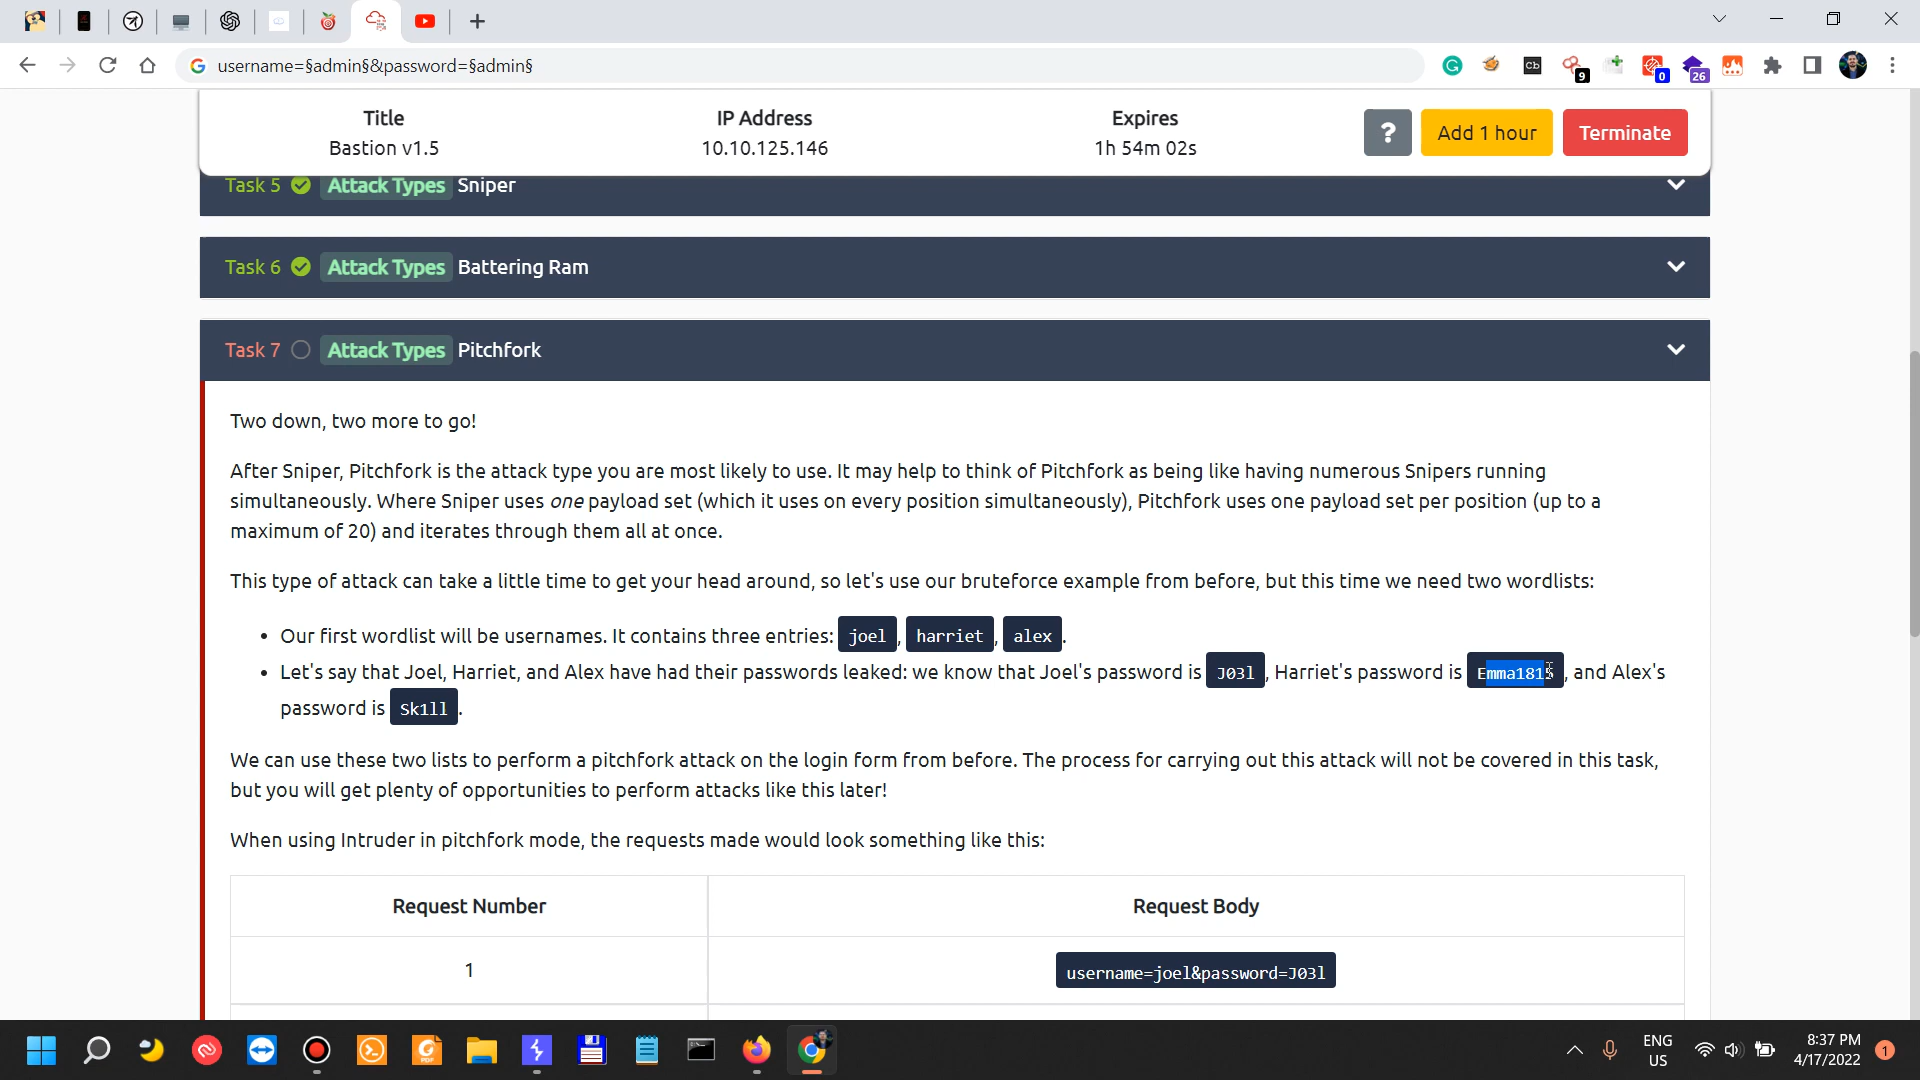 username=§admin§&password=§admin§
9
0
26
Title
IP Address
Expires
Bastion v1.5
10.10.125.146
1h 54m 02s
?
Add 1 hour
Terminate
Task 5 Attack Types Sniper
Task 6 Attack Types Battering Ram
Task 7 Attack Types Pitchfork
Two down, two more to go!
After Sniper, Pitchfork is the attack type you are most likely to use. It may help to think of Pitchfork as being like having numerous Snipers running
simultaneously. Where Sniper uses one payload set (which it uses on every position simultaneously), Pitchfork uses one payload set per position (up to a
maximum of 20) and iterates through them all at once.
This type of attack can take a little time to get your head around, so let's use our bruteforce example from before, but this time we need two wordlists:
• Our first wordlist will be usernames. It contains three entries: joel, harriet, alex.
• Let's say that Joel, Harriet, and Alex have had their passwords leaked: we know that Joel's password is J03l, Harriet's password is Emma1815, and Alex's
password is Sk1ll.
We can use these two lists to perform a pitchfork attack on the login form from before. The process for carrying out this attack will not be covered in this task,
but you will get plenty of opportunities to perform attacks like this later!
When using Intruder in pitchfork mode, the requests made would look something like this:
Request Number
Request Body
1
username=joel&password=J03l
ENG
US
8:37 PM
4/17/2022
1